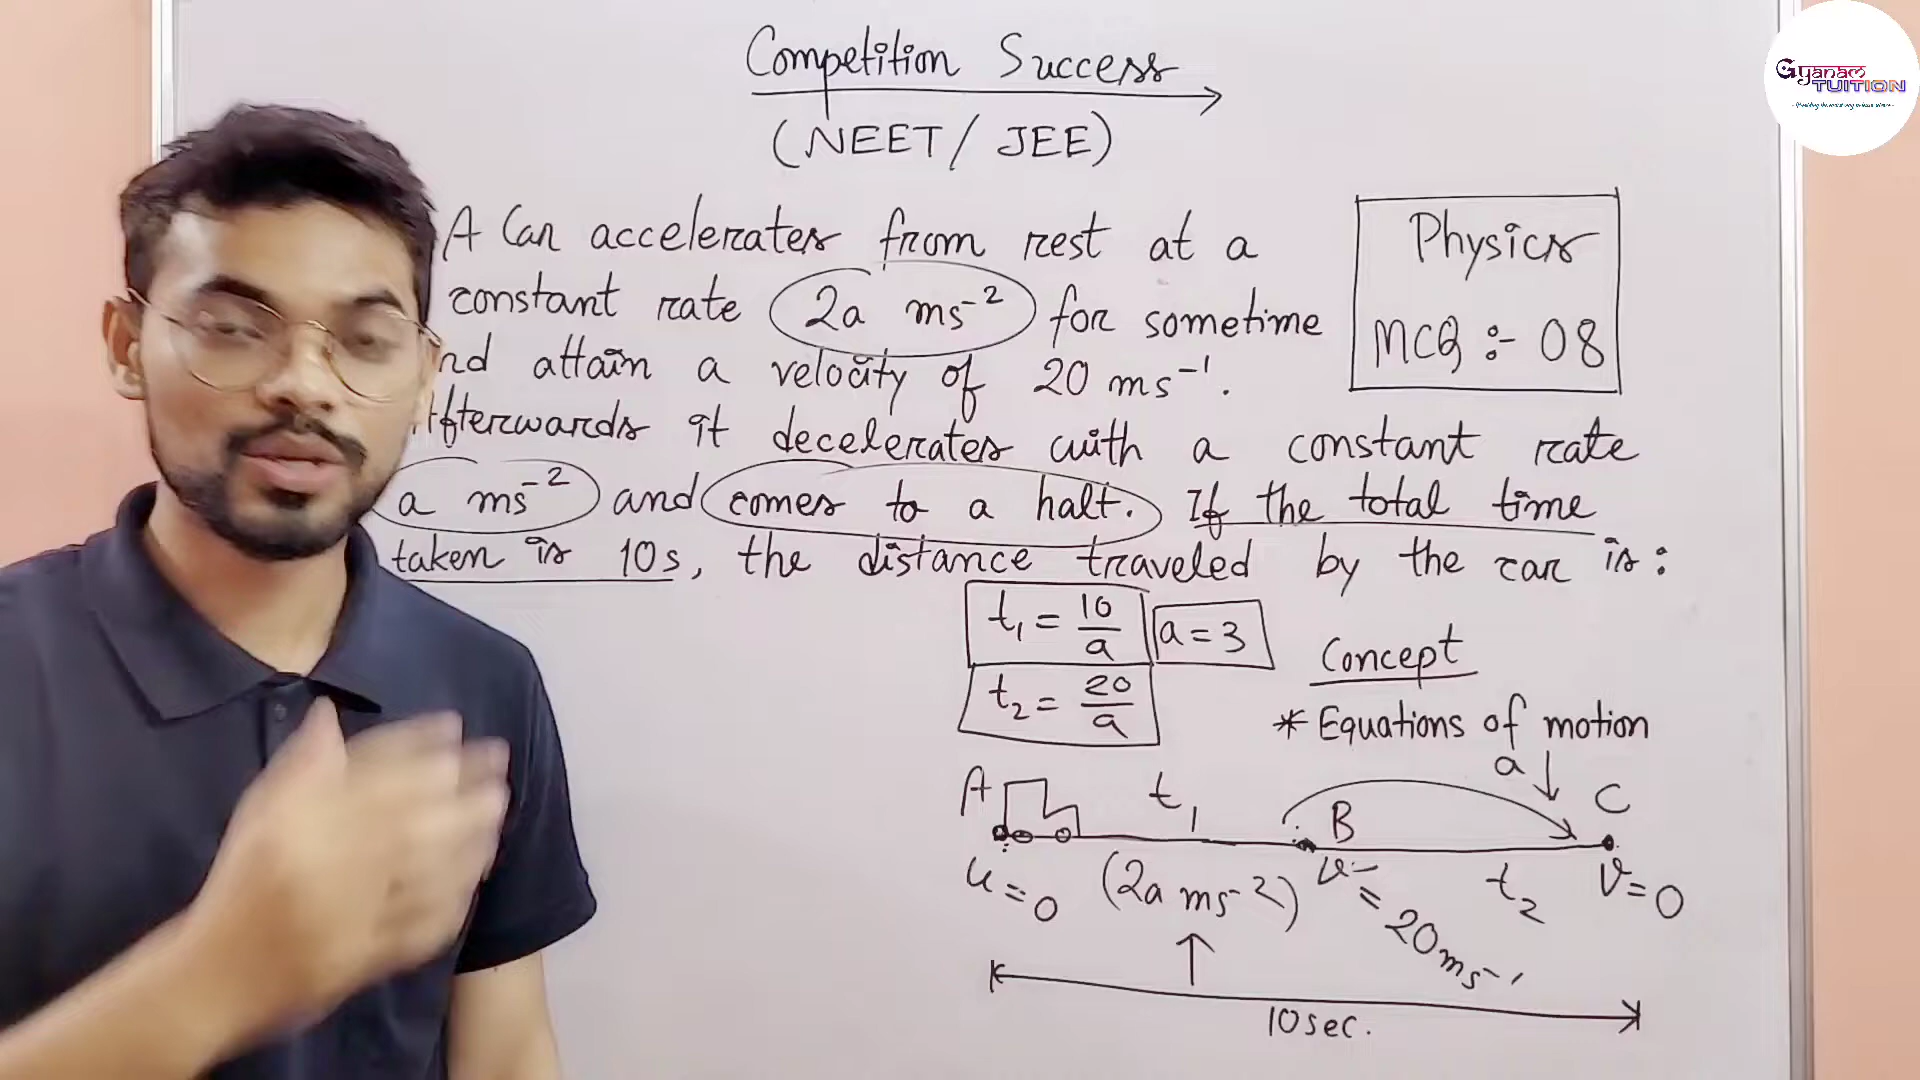 Competition Success
(NEET / JEE)
Gyanam
TUITION
A Car accelerates from rest at a
constant rate 2a ms⁻² for sometime
nd attain a velocity of 20 ms⁻¹.
fterwards it decelerates with a constant rate
a ms⁻² and comes to a halt. If the total time
taken is 10s, the distance traveled by the car is:
Physics
MCQ :- 08
t₁ = 10/a
a = 3
t₂ = 20/a
Concept
* Equations of motion
a
A t₁ B C
u = 0 (2a ms⁻²) v = 20 ms⁻¹ t₂ v = 0
10 sec.